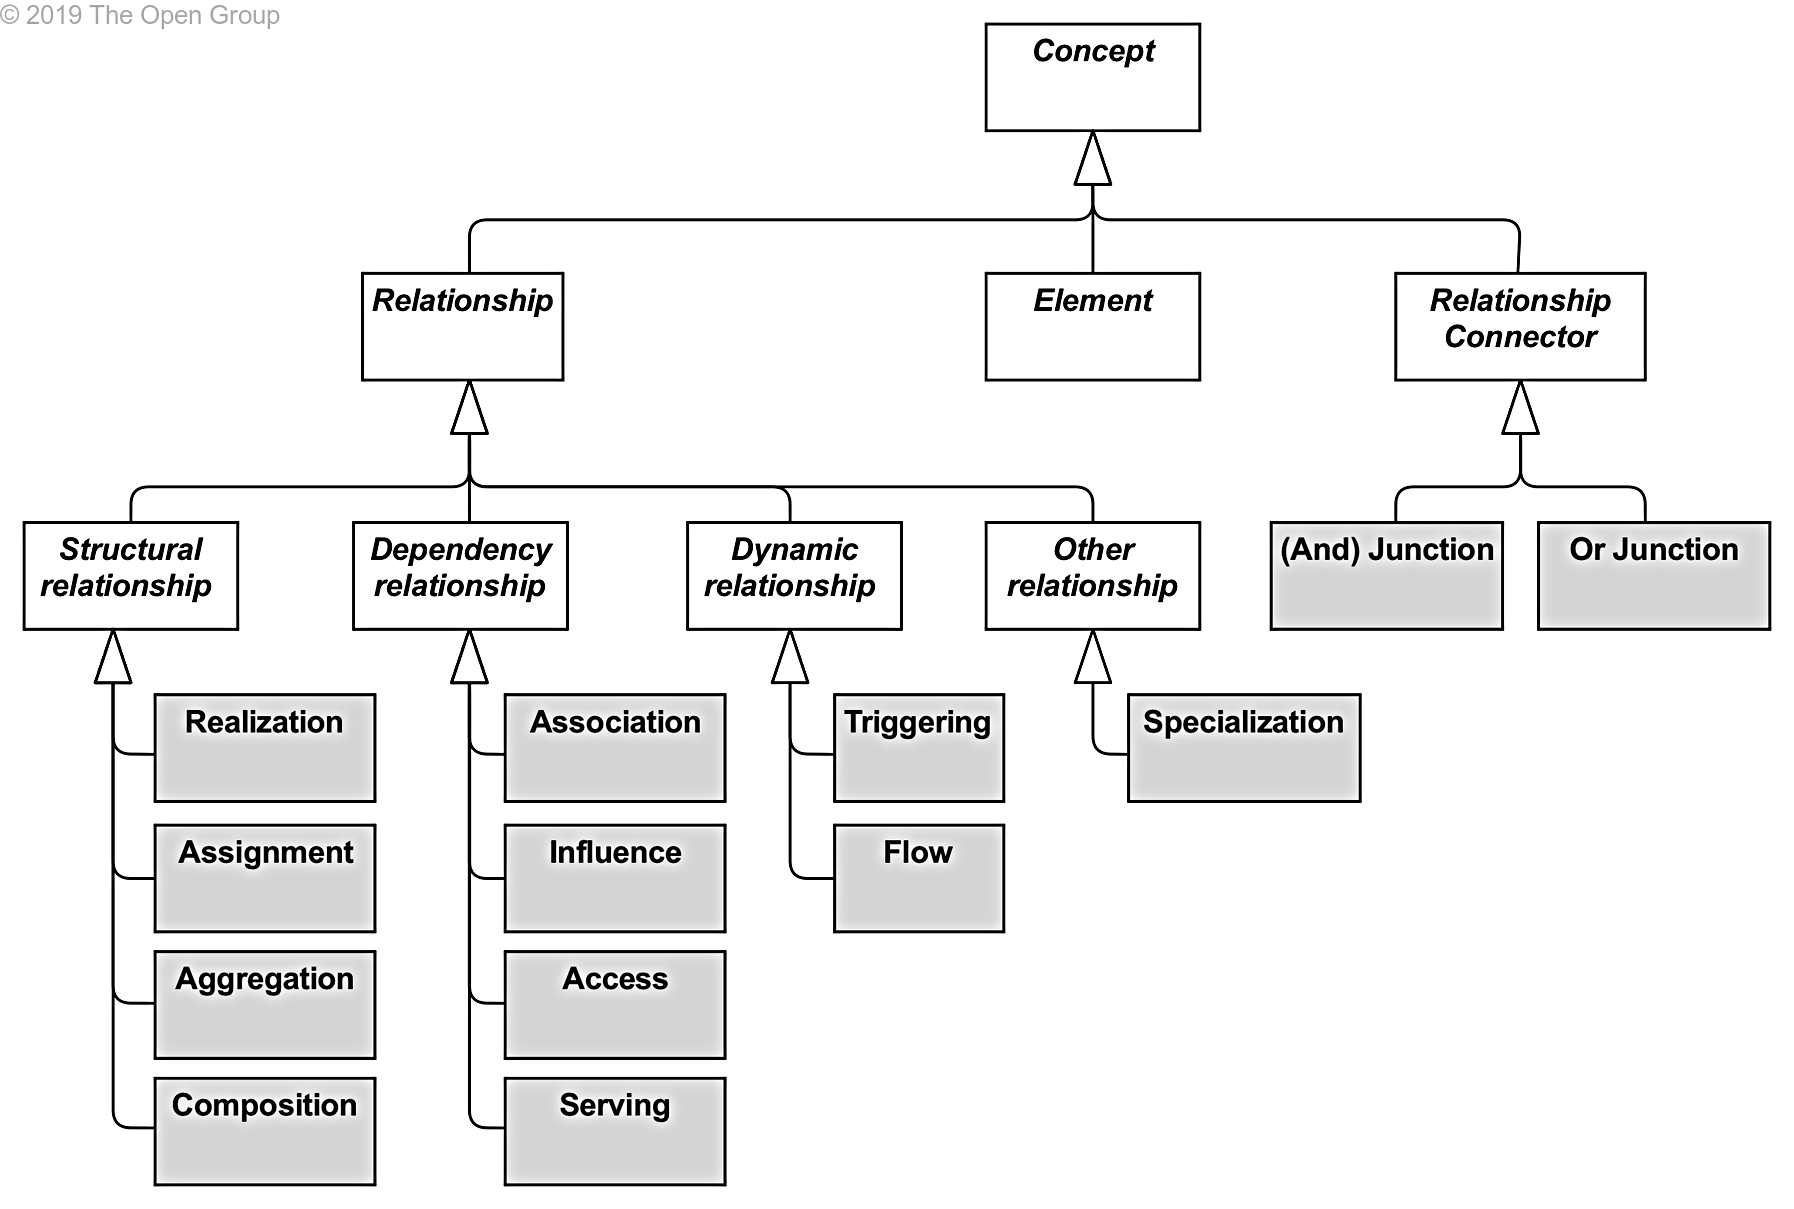 © 2019 The Open Group
Concept
Relationship
Element
Relationship
Connector
Structural
relationship
Dependency
relationship
Dynamic
relationship
Other
relationship
(And) Junction
Or Junction
Realization
Association
Triggering
Specialization
Assignment
Influence
Flow
Aggregation
Access
Composition
Serving